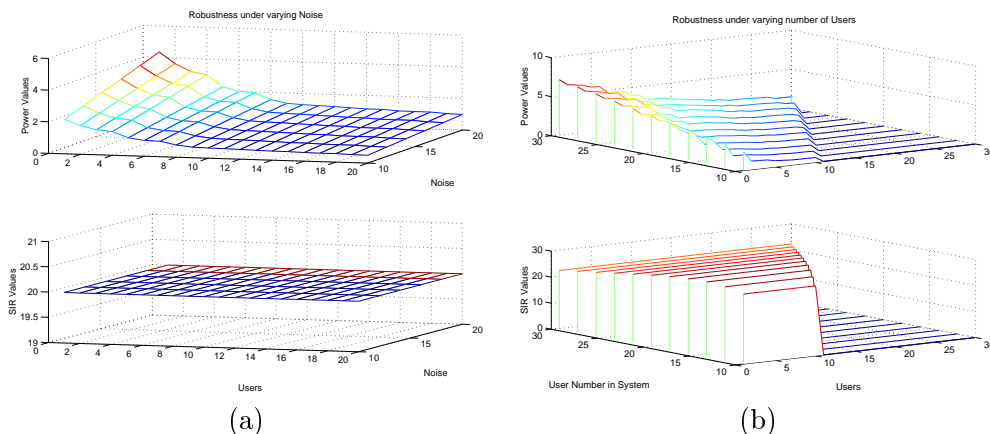 Robustness under varying Noise
6
4
2
0
Power Values
0 2 4 6 8 10 12 14 16 18 20
10 15 20
Noise
21
20.5
20
19.5
19
SIR Values
0 2 4 6 8 10 12 14 16 18 20
10 15 20
Noise
Users
(a)
Robustness under varying number of Users
10
5
0
Power Values
30 25 20 15 10
0 5 10 15 20 25
30
20
10
0
SIR Values
30 25 20 15 10
0 5 10 15 20 25
User Number in System
Users
(b)